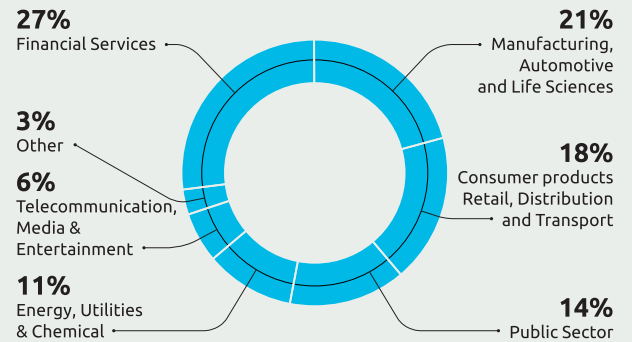 27%
Financial Services
3%
Other
6%
Telecommunication,
Media &
Entertainment
11%
Energy, Utilities
& Chemical
21%
Manufacturing,
Automotive
and Life Sciences
18%
Consumer products
Retail, Distribution
and Transport
14%
Public Sector